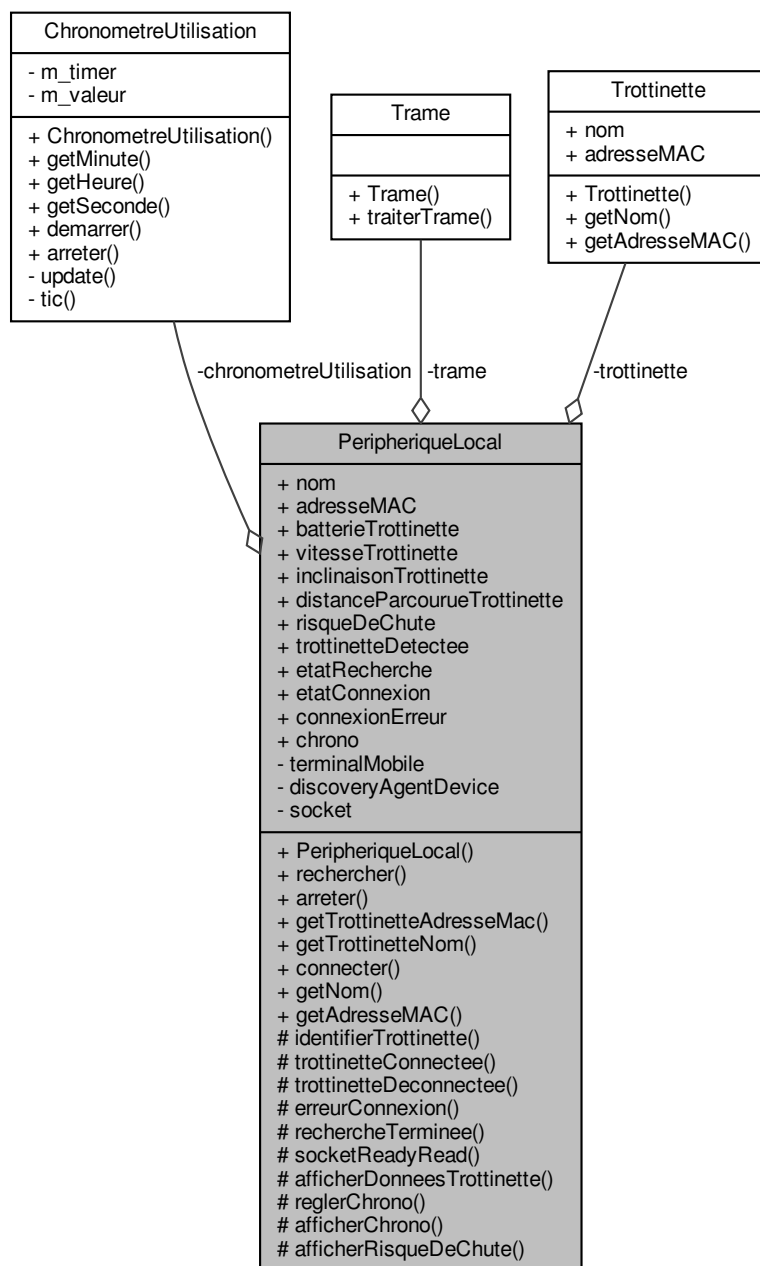 ChronometreUtilisation
- m_timer
- m_valeur
+ ChronometreUtilisation()
+ getMinute()
+ getHeure()
+ getSeconde()
+ demarrer()
+ arreter()
- update()
- tic()
Trame
+ Trame()
+ traiterTrame()
Trottinette
+ nom
+ adresseMAC
+ Trottinette()
+ getNom()
+ getAdresseMAC()
-chronometreUtilisation
-trame
-trottinette
PeripheriqueLocal
+ nom
+ adresseMAC
+ batterieTrottinette
+ vitesseTrottinette
+ inclinaisonTrottinette
+ distanceParcourueTrottinette
+ risqueDeChute
+ trottinetteDetectee
+ etatRecherche
+ etatConnexion
+ connexionErreur
+ chrono
- terminalMobile
- discoveryAgentDevice
- socket
+ PeripheriqueLocal()
+ rechercher()
+ arreter()
+ getTrottinetteAdresseMac()
+ getTrottinetteNom()
+ connecter()
+ getNom()
+ getAdresseMAC()
# identifierTrottinette()
# trottinetteConnectee()
# trottinetteDeconnectee()
# erreurConnexion()
# rechercheTerminee()
# socketReadyRead()
# afficherDonneesTrottinette()
# reglerChrono()
# afficherChrono()
# afficherRisqueDeChute()